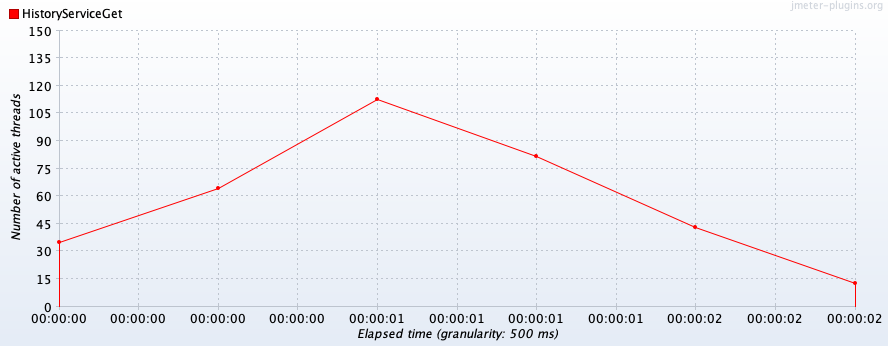 jmeter-plugins.org
HistoryServiceGet
150
135
120
105
90
75
60
45
30
15
0
Number of active threads
00:00:00 00:00:00 00:00:00 00:00:00 00:00:01 00:00:01 00:00:01 00:00:01 00:00:02 00:00:02 00:00:02
Elapsed time (granularity: 500 ms)